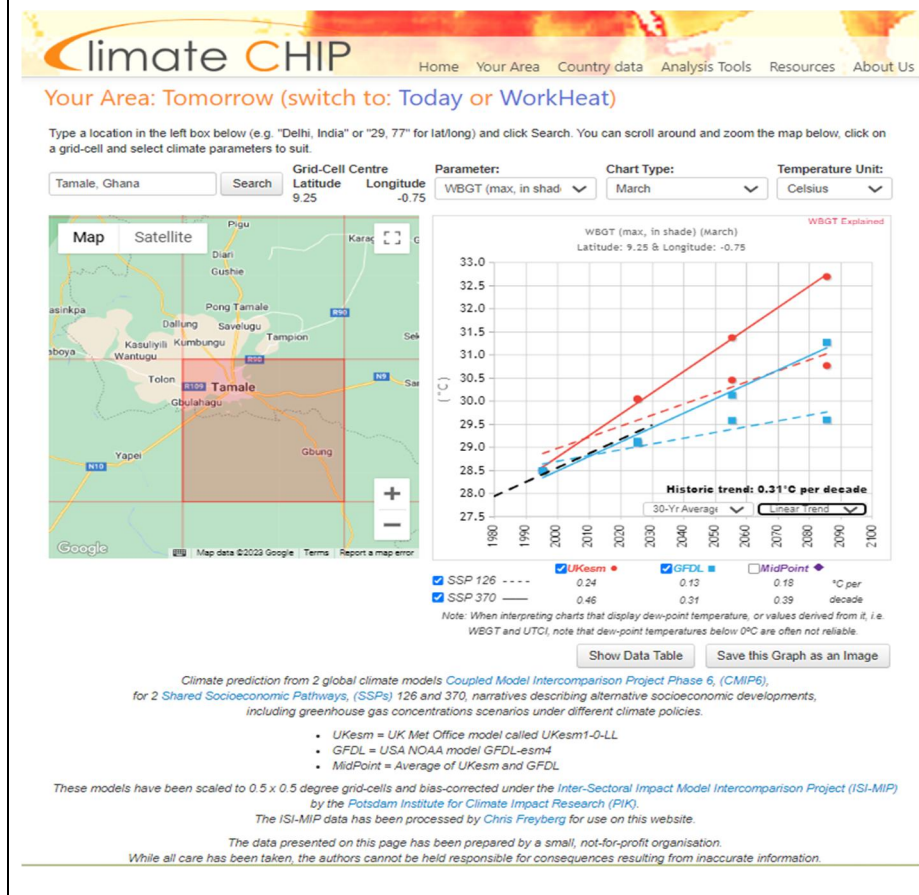 Climate CHIP
Home Your Area Country data Analysis Tools Resources About Us
Your Area: Tomorrow (switch to: Today or WorkHeat)
Type a location in the left box below (e.g. "Delhi, India" or "29, 77" for lat/long) and click Search. You can scroll around and zoom the map below, click on
a grid-cell and select climate parameters to suit.
Grid-Cell Centre
Latitude Longitude
9.25 -0.75
Parameter:
Chart Type:
Temperature Unit:
Tamale, Ghana
Search
WBGT (max, in shad
March
Celsius
Map Satellite
Pigu
Karag
Diari
Gushie
asinkpa
Pong Tamale
R90
Dallung
Savelugu
Sek
Kasuliyili
Kumbungu
Tampion
aboya
Wantugu
R90
Tolon
R109
Tamale
N9
Sar
Gbulahagu
Yapei
Gbung
N10
Google
Map data ©2023 Google
Terms
Report a map error
WBGT Explained
WBGT (max, in shade) (March)
Latitude: 9.25 & Longitude: -0.75
33.0
32.5
32.0
31.5
31.0
30.5
30.0
29.5
29.0
28.5
28.0
27.5
(°C)
Historic trend: 0.31°C per decade
30-Yr Average
Linear Trend
1980 1990 2000 2010 2020 2030 2040 2050 2060 2070 2080 2090 2100
UKesm GFDL MidPoint
SSP 126 - - - - 0.24 0.13 0.18 °C per
SSP 370 —— 0.46 0.31 0.39 decade
Note: When interpreting charts that display dew-point temperature, or values derived from it, i.e.
WBGT and UTCI, note that dew-point temperatures below 0ºC are often not reliable.
Show Data Table
Save this Graph as an Image
Climate prediction from 2 global climate models Coupled Model Intercomparison Project Phase 6, (CMIP6),
for 2 Shared Socioeconomic Pathways, (SSPs) 126 and 370, narratives describing alternative socioeconomic developments,
including greenhouse gas concentrations scenarios under different climate policies.
• UKesm = UK Met Office model called UKesm1-0-LL
• GFDL = USA NOAA model GFDL-esm4
• MidPoint = Average of UKesm and GFDL
These models have been scaled to 0.5 x 0.5 degree grid-cells and bias-corrected under the Inter-Sectoral Impact Model Intercomparison Project (ISI-MIP)
by the Potsdam Institute for Climate Impact Research (PIK).
The ISI-MIP data has been processed by Chris Freyberg for use on this website.
The data presented on this page has been prepared by a small, not-for-profit organisation.
While all care has been taken, the authors cannot be held responsible for consequences resulting from inaccurate information.